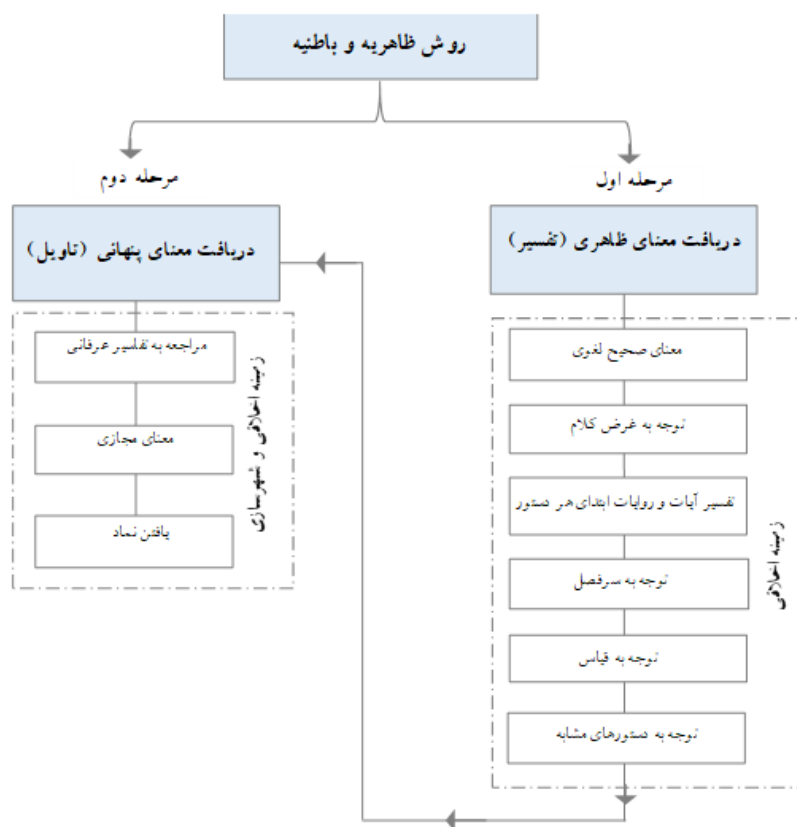 روش ظاهریه و باطنیه
مرحله اول
دریافت معنای ظاهری (تفسیر)
معنای صحیح لغوی
توجه به غرض کلام
تفسیر آیات و روایات ابتدای هر دستور
توجه به سرفصل
توجه به قیاس
توجه به دستورهای مشابه
زمینه اخلاقی
مرحله دوم
دریافت معنای پنهانی (تاویل)
مراجعه به تفاسیر عرفانی
معنای مجازی
یافتن نماد
زمینه اخلاقی و شهرسازی